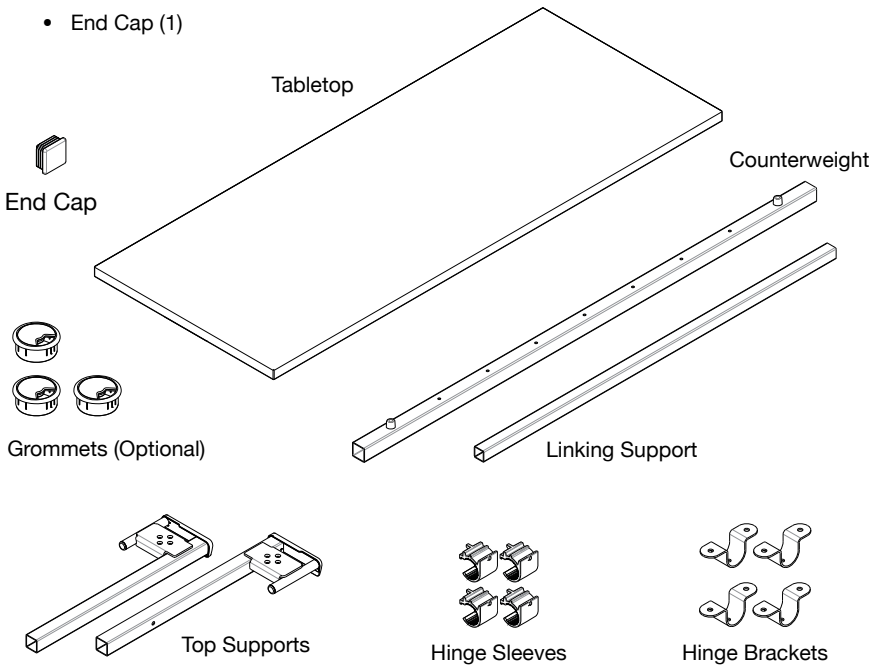 • End Cap (1)
Tabletop
Counterweight
End Cap
Grommets (Optional)
Linking Support
Top Supports
Hinge Sleeves
Hinge Brackets